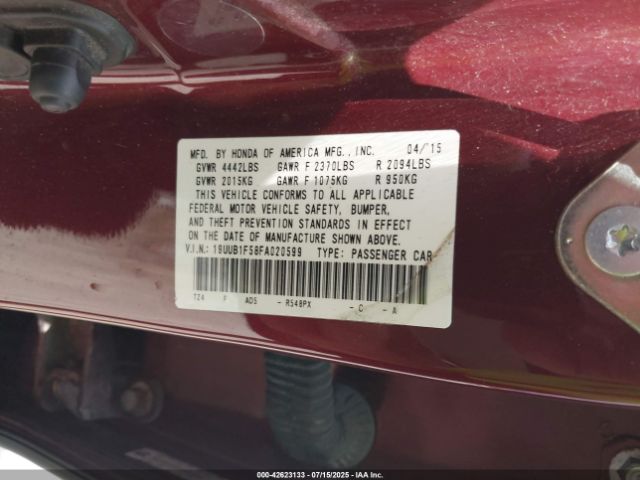 MFD. BY HONDA OF AMERICA MFG., INC. 04/15
GVWR 4442LBS GAWR F 2370LBS R 2094LBS
GVWR 2015KG GAWR F 1075KG R 950KG
THIS VEHICLE CONFORMS TO ALL APPLICABLE
FEDERAL MOTOR VEHICLE SAFETY, BUMPER,
AND THEFT PREVENTION STANDARDS IN EFFECT
ON THE DATE OF MANUFACTURE SHOWN ABOVE.
V.I.N.: 19UUB1F58FA020599 TYPE: PASSENGER CAR
TZ4 F AD5 - R548PX - C - A
000-42623133 - 07/15/2025 - IAA Inc.